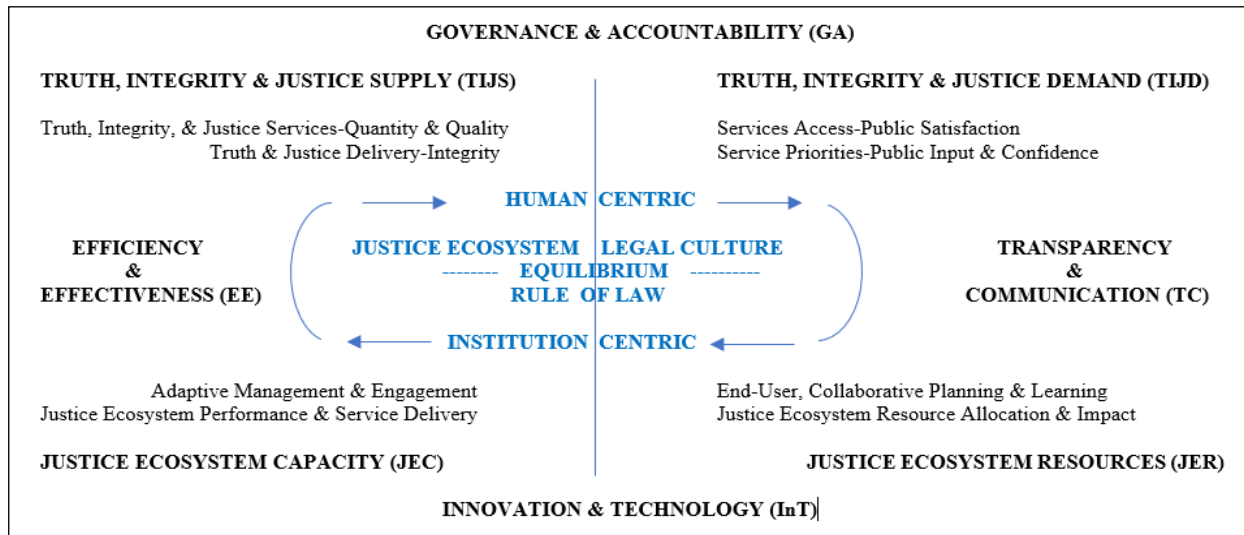 GOVERNANCE & ACCOUNTABILITY (GA)
TRUTH, INTEGRITY & JUSTICE SUPPLY (TIJS)
TRUTH, INTEGRITY & JUSTICE DEMAND (TIJD)
Truth, Integrity, & Justice Services-Quantity & Quality
Truth & Justice Delivery-Integrity
Services Access-Public Satisfaction
Service Priorities-Public Input & Confidence
HUMAN CENTRIC
EFFICIENCY
&
EFFECTIVENESS (EE)
JUSTICE ECOSYSTEM LEGAL CULTURE
-------- EQUILIBRIUM ----------
RULE OF LAW
TRANSPARENCY
&
COMMUNICATION (TC)
INSTITUTION CENTRIC
Adaptive Management & Engagement
Justice Ecosystem Performance & Service Delivery
End-User, Collaborative Planning & Learning
Justice Ecosystem Resource Allocation & Impact
JUSTICE ECOSYSTEM CAPACITY (JEC)
JUSTICE ECOSYSTEM RESOURCES (JER)
INNOVATION & TECHNOLOGY (InT)